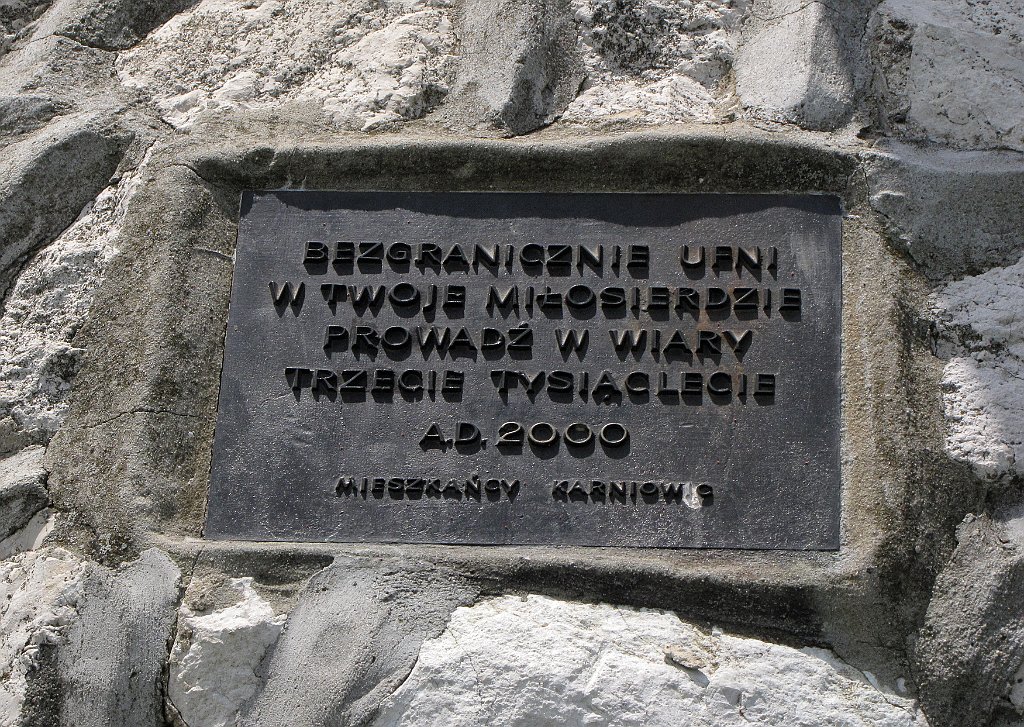 BEZGRANICZNIE UFNI
W TWOJE MIŁOSIERDZIE
PROWADŹ W WIARY
TRZECIE TYSIĄCLECIE
A.D. 2000
MIESZKAŃCY KARNIOWIC